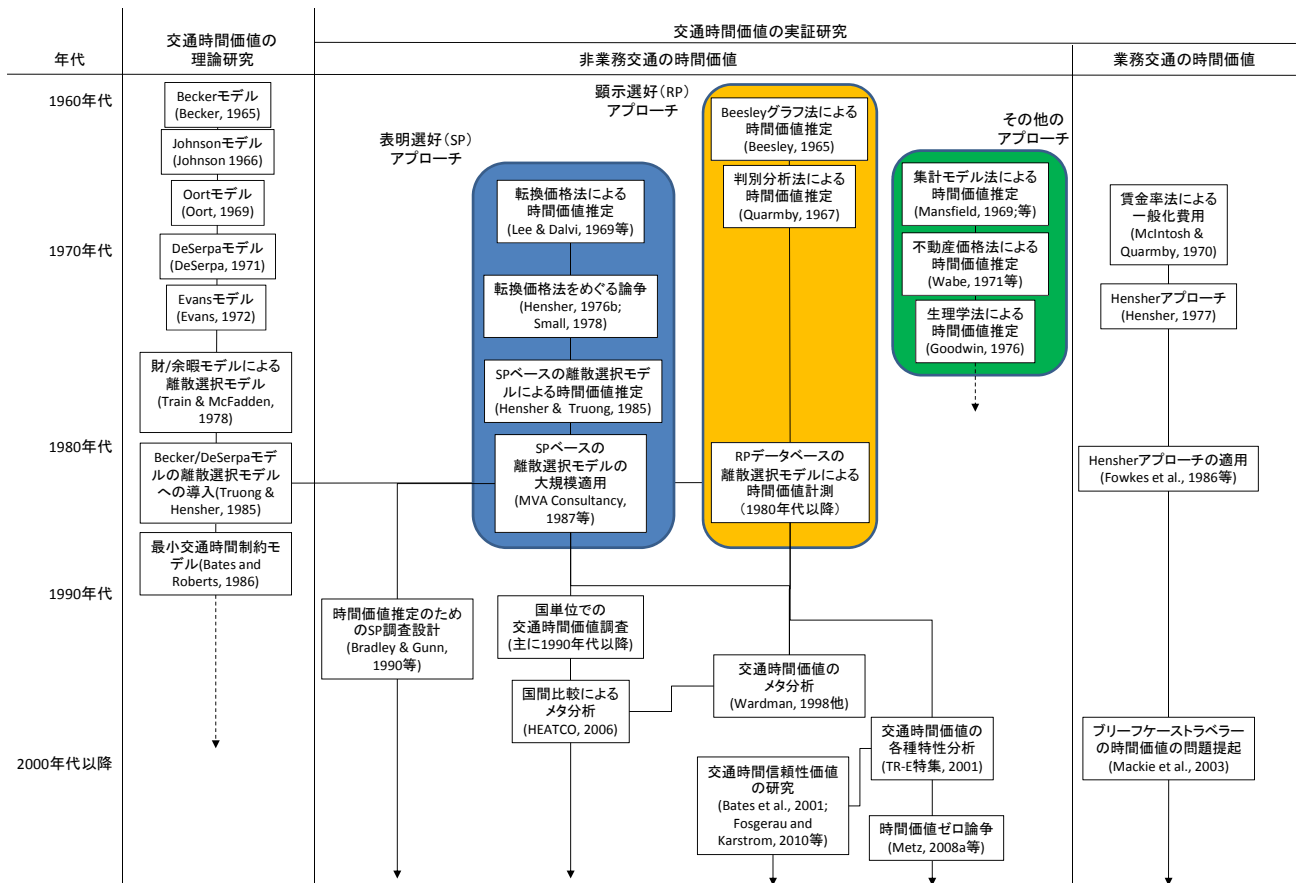 交通時間価値の
理論研究
交通時間価値の実証研究
年代
非業務交通の時間価値
業務交通の時間価値
1960年代
1970年代
1980年代
1990年代
2000年代以降
Beckerモデル
(Becker, 1965)
Johnsonモデル
(Johnson 1966)
Oortモデル
(Oort, 1969)
DeSerpaモデル
(DeSerpa, 1971)
Evansモデル
(Evans, 1972)
財/余暇モデルによる
離散選択モデル
(Train & McFadden,
1978)
Becker/DeSerpaモデ
ルの離散選択モデル
への導入(Truong &
Hensher, 1985)
最小交通時間制約モ
デル(Bates and
Roberts, 1986)
表明選好(SP)
アプローチ
転換価格法による
時間価値推定
(Lee & Dalvi, 1969等)
転換価格法をめぐる論争
(Hensher, 1976b;
Small, 1978)
SPベースの離散選択モデ
ルによる時間価値推定
(Hensher & Truong, 1985)
SPベースの
離散選択モデルの
大規模適用
(MVA Consultancy,
1987等)
顕示選好(RP)
アプローチ
Beesleyグラフ法による
時間価値推定
(Beesley, 1965)
判別分析法による
時間価値推定
(Quarmby, 1967)
RPデータベースの
離散選択モデルによる
時間価値計測
(1980年代以降)
その他の
アプローチ
集計モデル法による
時間価値推定
(Mansfield, 1969;等)
不動産価格法による
時間価値推定
(Wabe, 1971等)
生理学法による
時間価値推定
(Goodwin, 1976)
時間価値推定のため
のSP調査設計
(Bradley & Gunn,
1990等)
国単位での
交通時間価値調査
(主に1990年代以降)
国間比較による
メタ分析
(HEATCO, 2006)
交通時間価値の
メタ分析
(Wardman, 1998他)
交通時間価値の
各種特性分析
(TR-E特集, 2001)
交通時間信頼性価値
の研究
(Bates et al., 2001;
Fosgerau and
Karstrom, 2010等)
時間価値ゼロ論争
(Metz, 2008a等)
賃金率法による
一般化費用
(McIntosh &
Quarmby, 1970)
Hensherアプローチ
(Hensher, 1977)
Hensherアプローチの適用
(Fowkes et al., 1986等)
ブリーフケーストラベラー
の時間価値の問題提起
(Mackie et al., 2003)